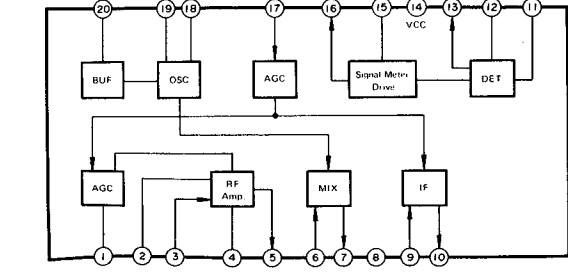 20 19 18 17 16 15 14 13 12 11
VCC
BUF OSC AGC Signal Meter DET
Drive
AGC RF MIX IF
Amp.
1 2 3 4 5 6 7 8 9 10